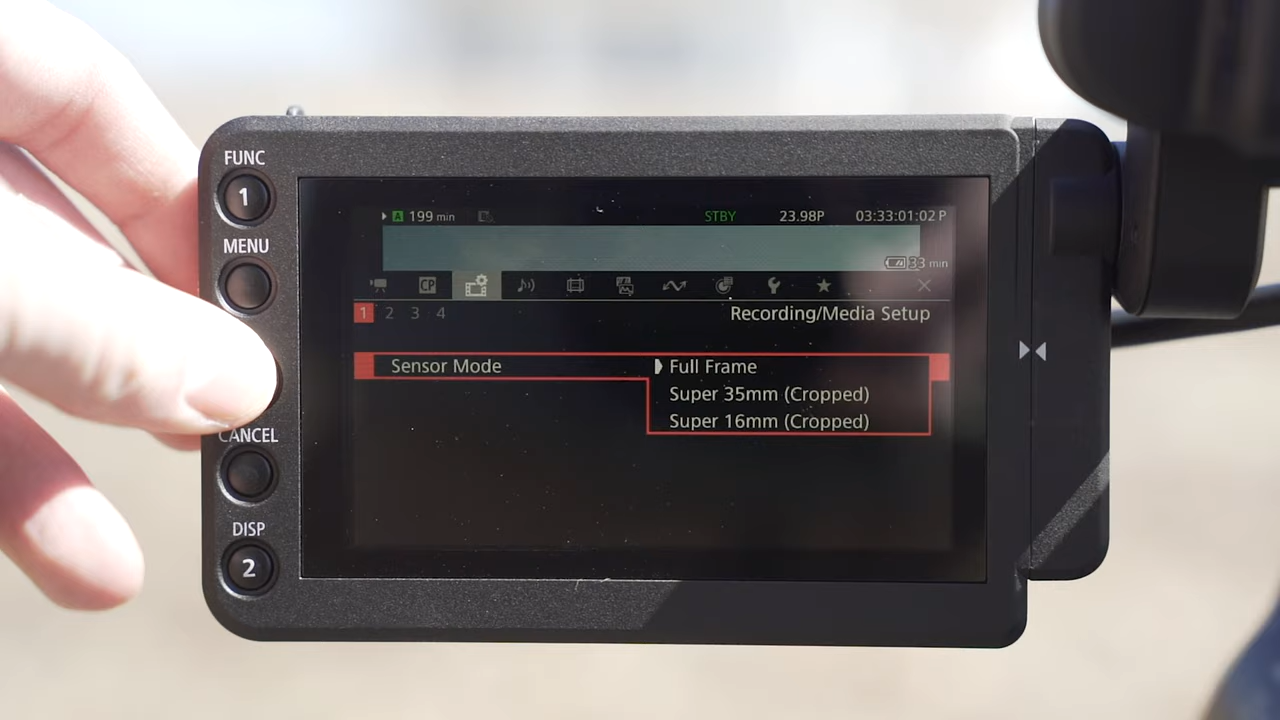 FUNC
1
MENU
CANCEL
DISP
2
A 199 min STBY 23.98P 03:33:01:02 P
33 min
CP
1 2 3 4 Recording/Media Setup
Sensor Mode Full Frame
Super 35mm (Cropped)
Super 16mm (Cropped)